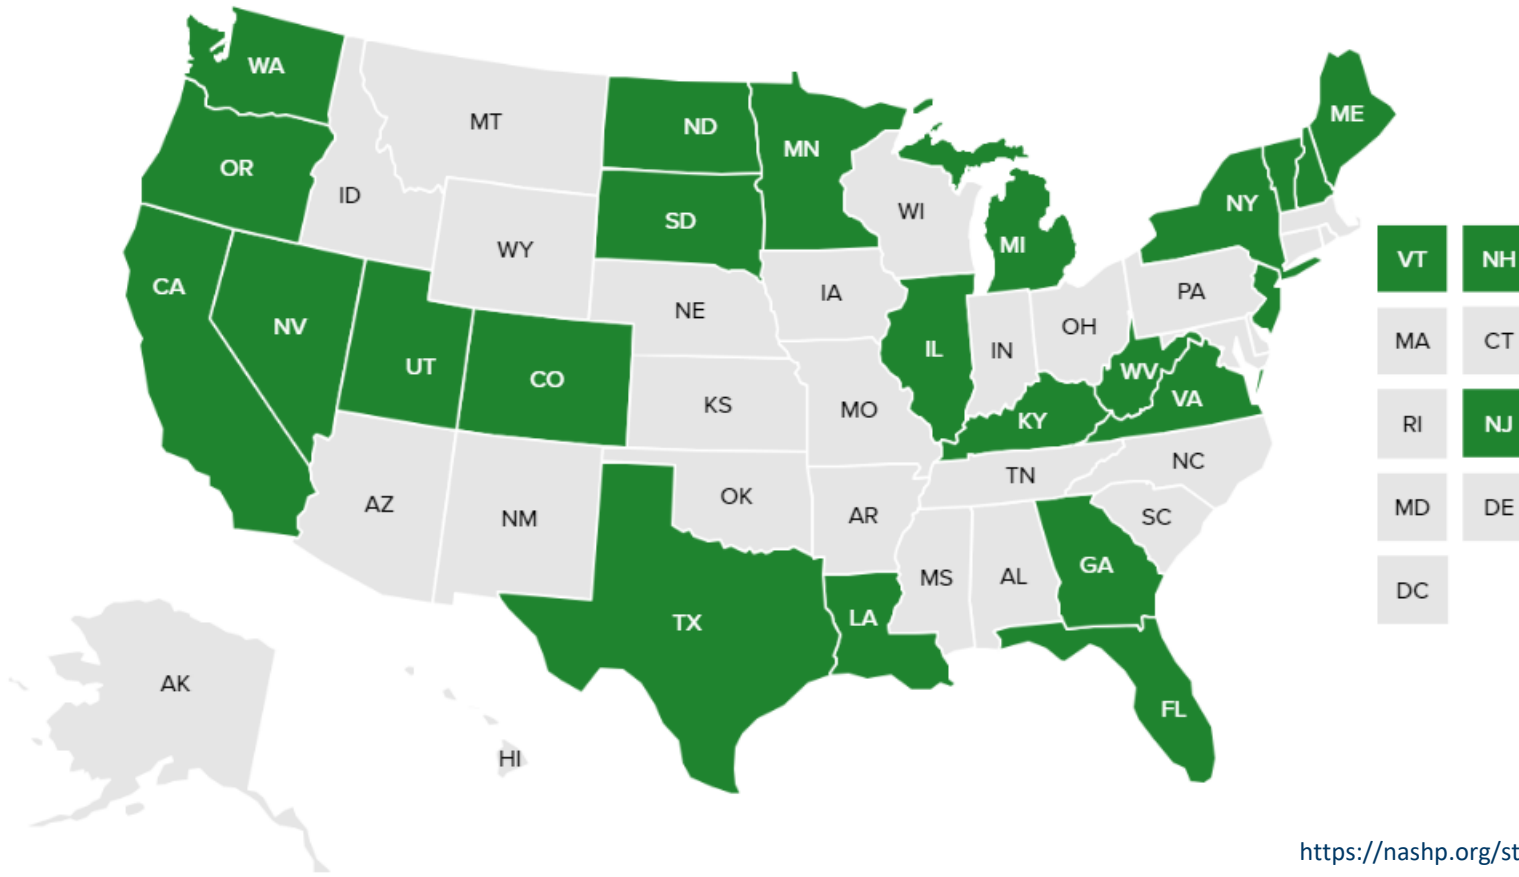 WA
MT
ND
MN
ME
OR
ID
SD
WI
NY
MI
WY
CA
NV
UT
CO
NE
IA
IL
IN
OH
PA
KS
MO
KY
WV
VA
AZ
NM
OK
AR
TN
NC
SC
MS
AL
GA
TX
LA
FL
AK
HI
VT NH
MA CT
RI NJ
MD DE
DC
https://nashp.org/st